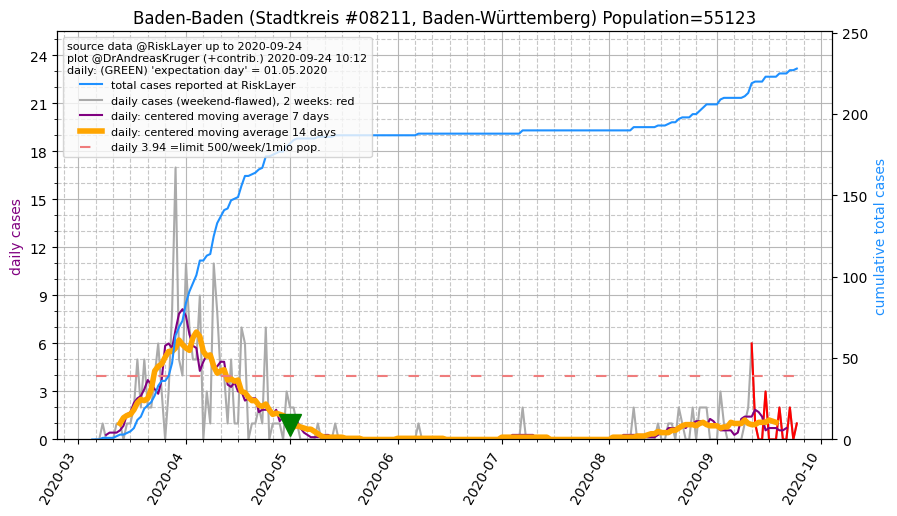 Baden-Baden (Stadtkreis #08211, Baden-Württemberg) Population=55123
source data @RiskLayer up to 2020-09-24
plot @DrAndreasKruger (+contrib.) 2020-09-24 10:12
daily: (GREEN) 'expectation day' = 01.05.2020
total cases reported at RiskLayer
daily cases (weekend-flawed), 2 weeks: red
daily: centered moving average 7 days
daily: centered moving average 14 days
daily 3.94 =limit 500/week/1mio pop.
daily cases
24
21
18
15
12
9
6
3
0
cumulative total cases
250
200
150
100
50
0
2020-03
2020-04
2020-05
2020-06
2020-07
2020-08
2020-09
2020-10